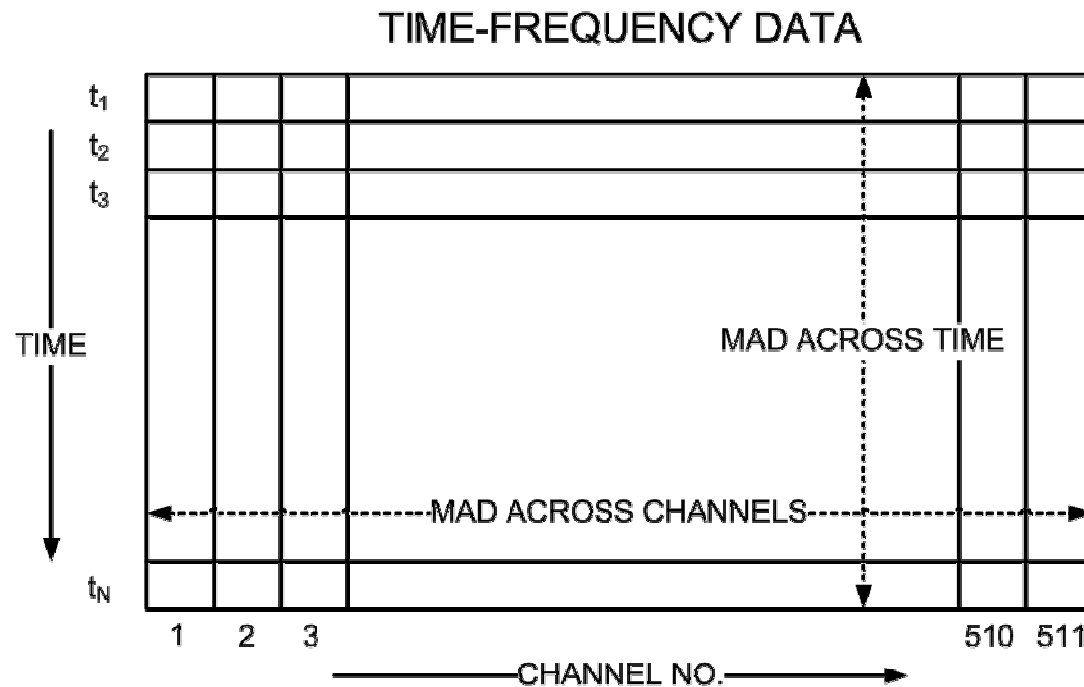 TIME-FREQUENCY DATA
t₁
t₂
t₃
TIME
MAD ACROSS TIME
MAD ACROSS CHANNELS
t_N
1 2 3 510 511
CHANNEL NO.